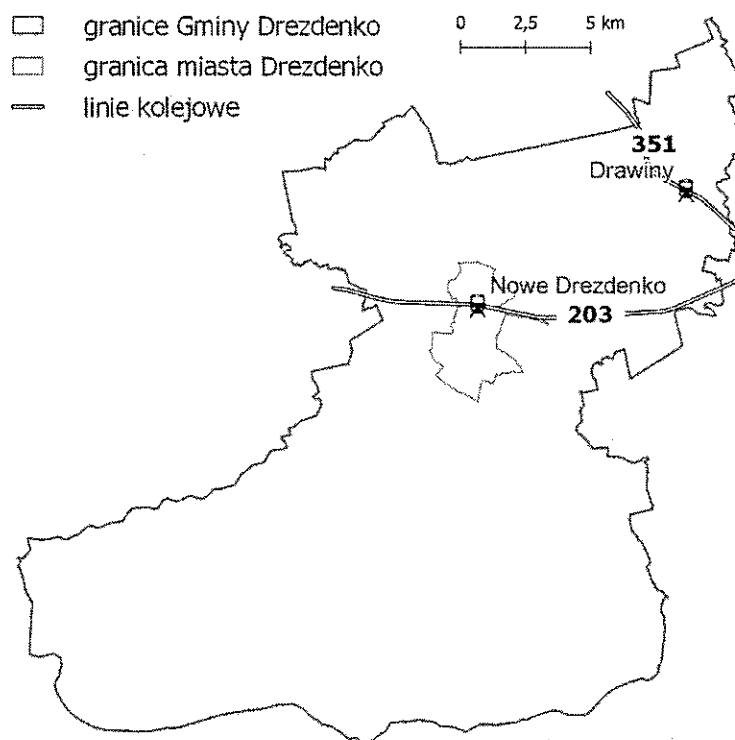 granice Gminy Drezdenko
granica miasta Drezdenko
linie kolejowe
0 2,5 5 km
351
Drawiny
Nowe Drezdenko
203